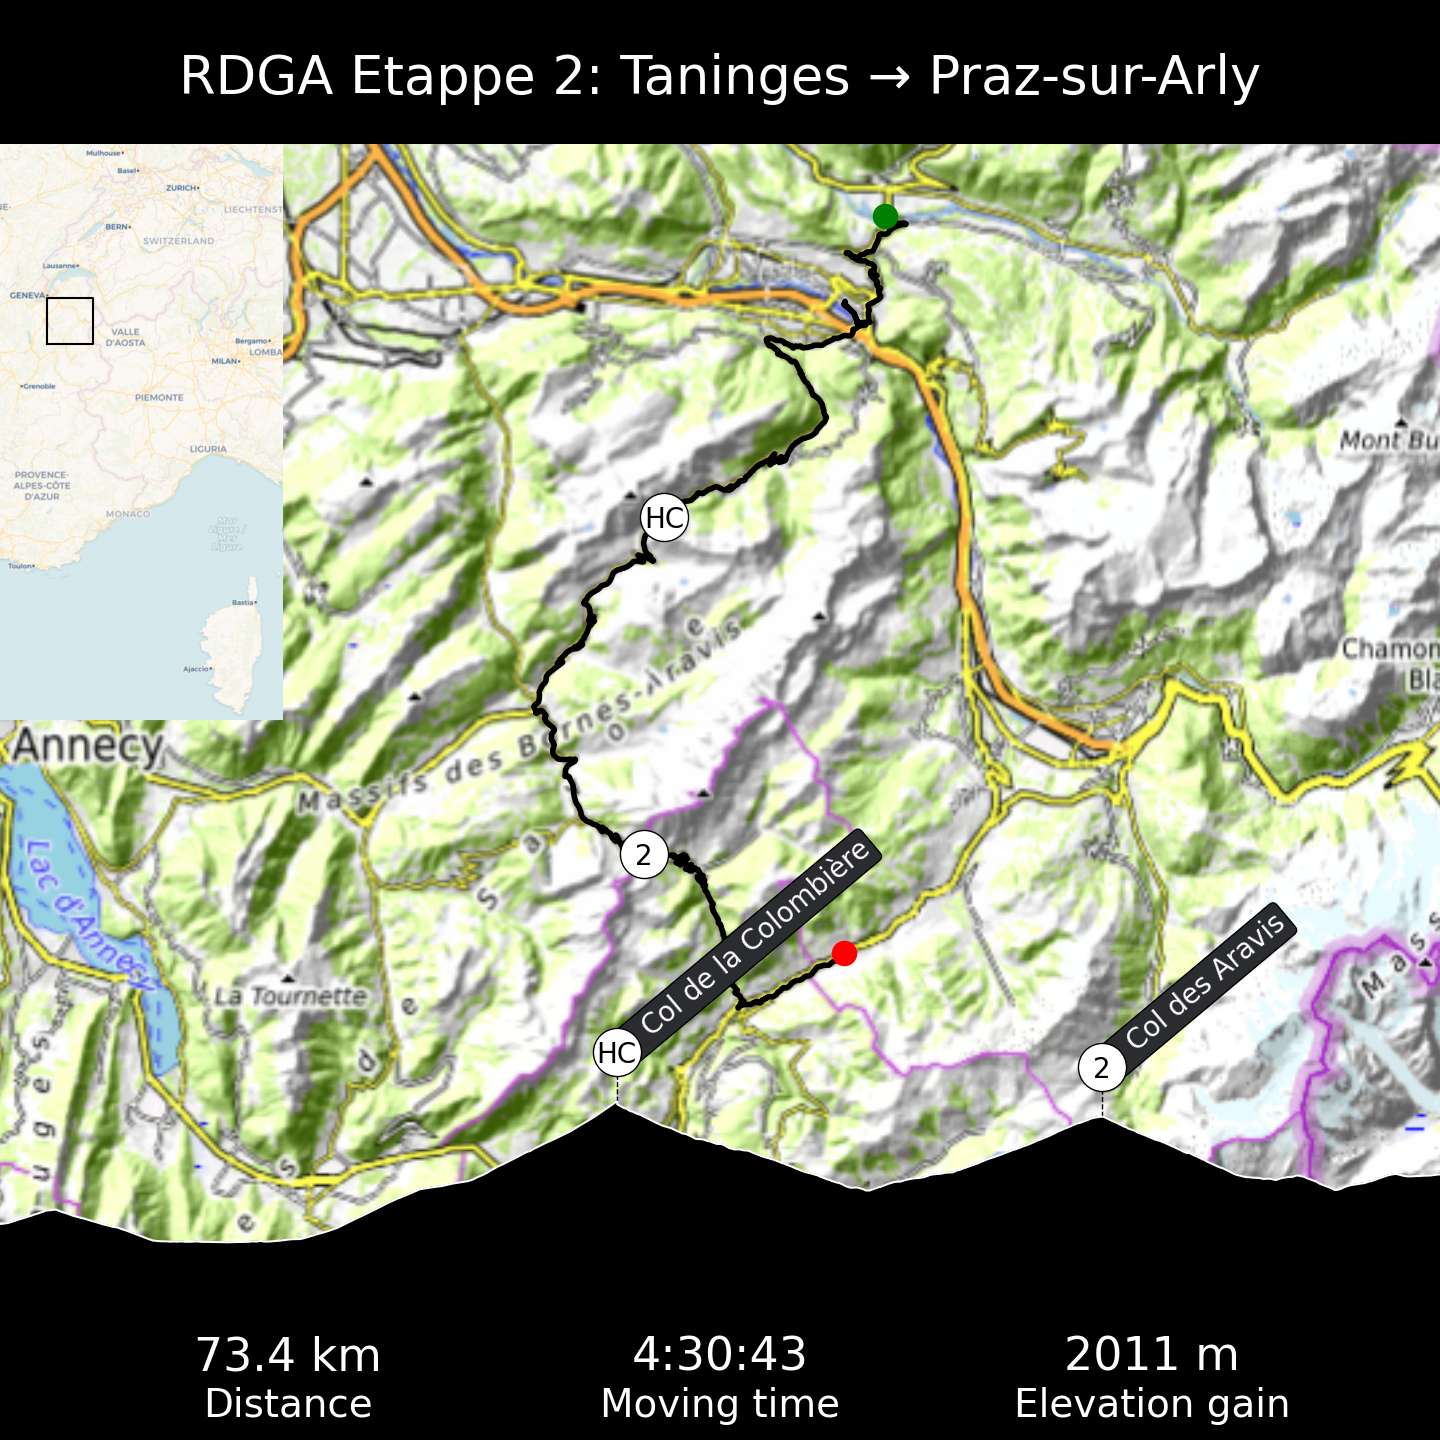 RDGA Etappe 2: Taninges → Praz-sur-Arly
Mulhouse
Basel
ZURICH
LIECHTENST
BERN
SWITZERLAND
Lausanne
GENEVA
VALLE
D'AOSTA
Bergamo
LOMBA
MILAN
Grenoble
PIEMONTE
LIGURIA
PROVENCE-
ALPES-CÔTE
D'AZUR
MONACO
Mar
Ligure /
Mer
Ligure
Toulon
Bastia
Ajaccio
Mont Bu
HC
Chamon
Bla
Annecy
Massifs des Bornes-Aravis
Lac d'Annecy
2
La Tournette
Col de la Colombière
HC
Col des Aravis
2
Mass
73.4 km
4:30:43
2011 m
Distance
Moving time
Elevation gain